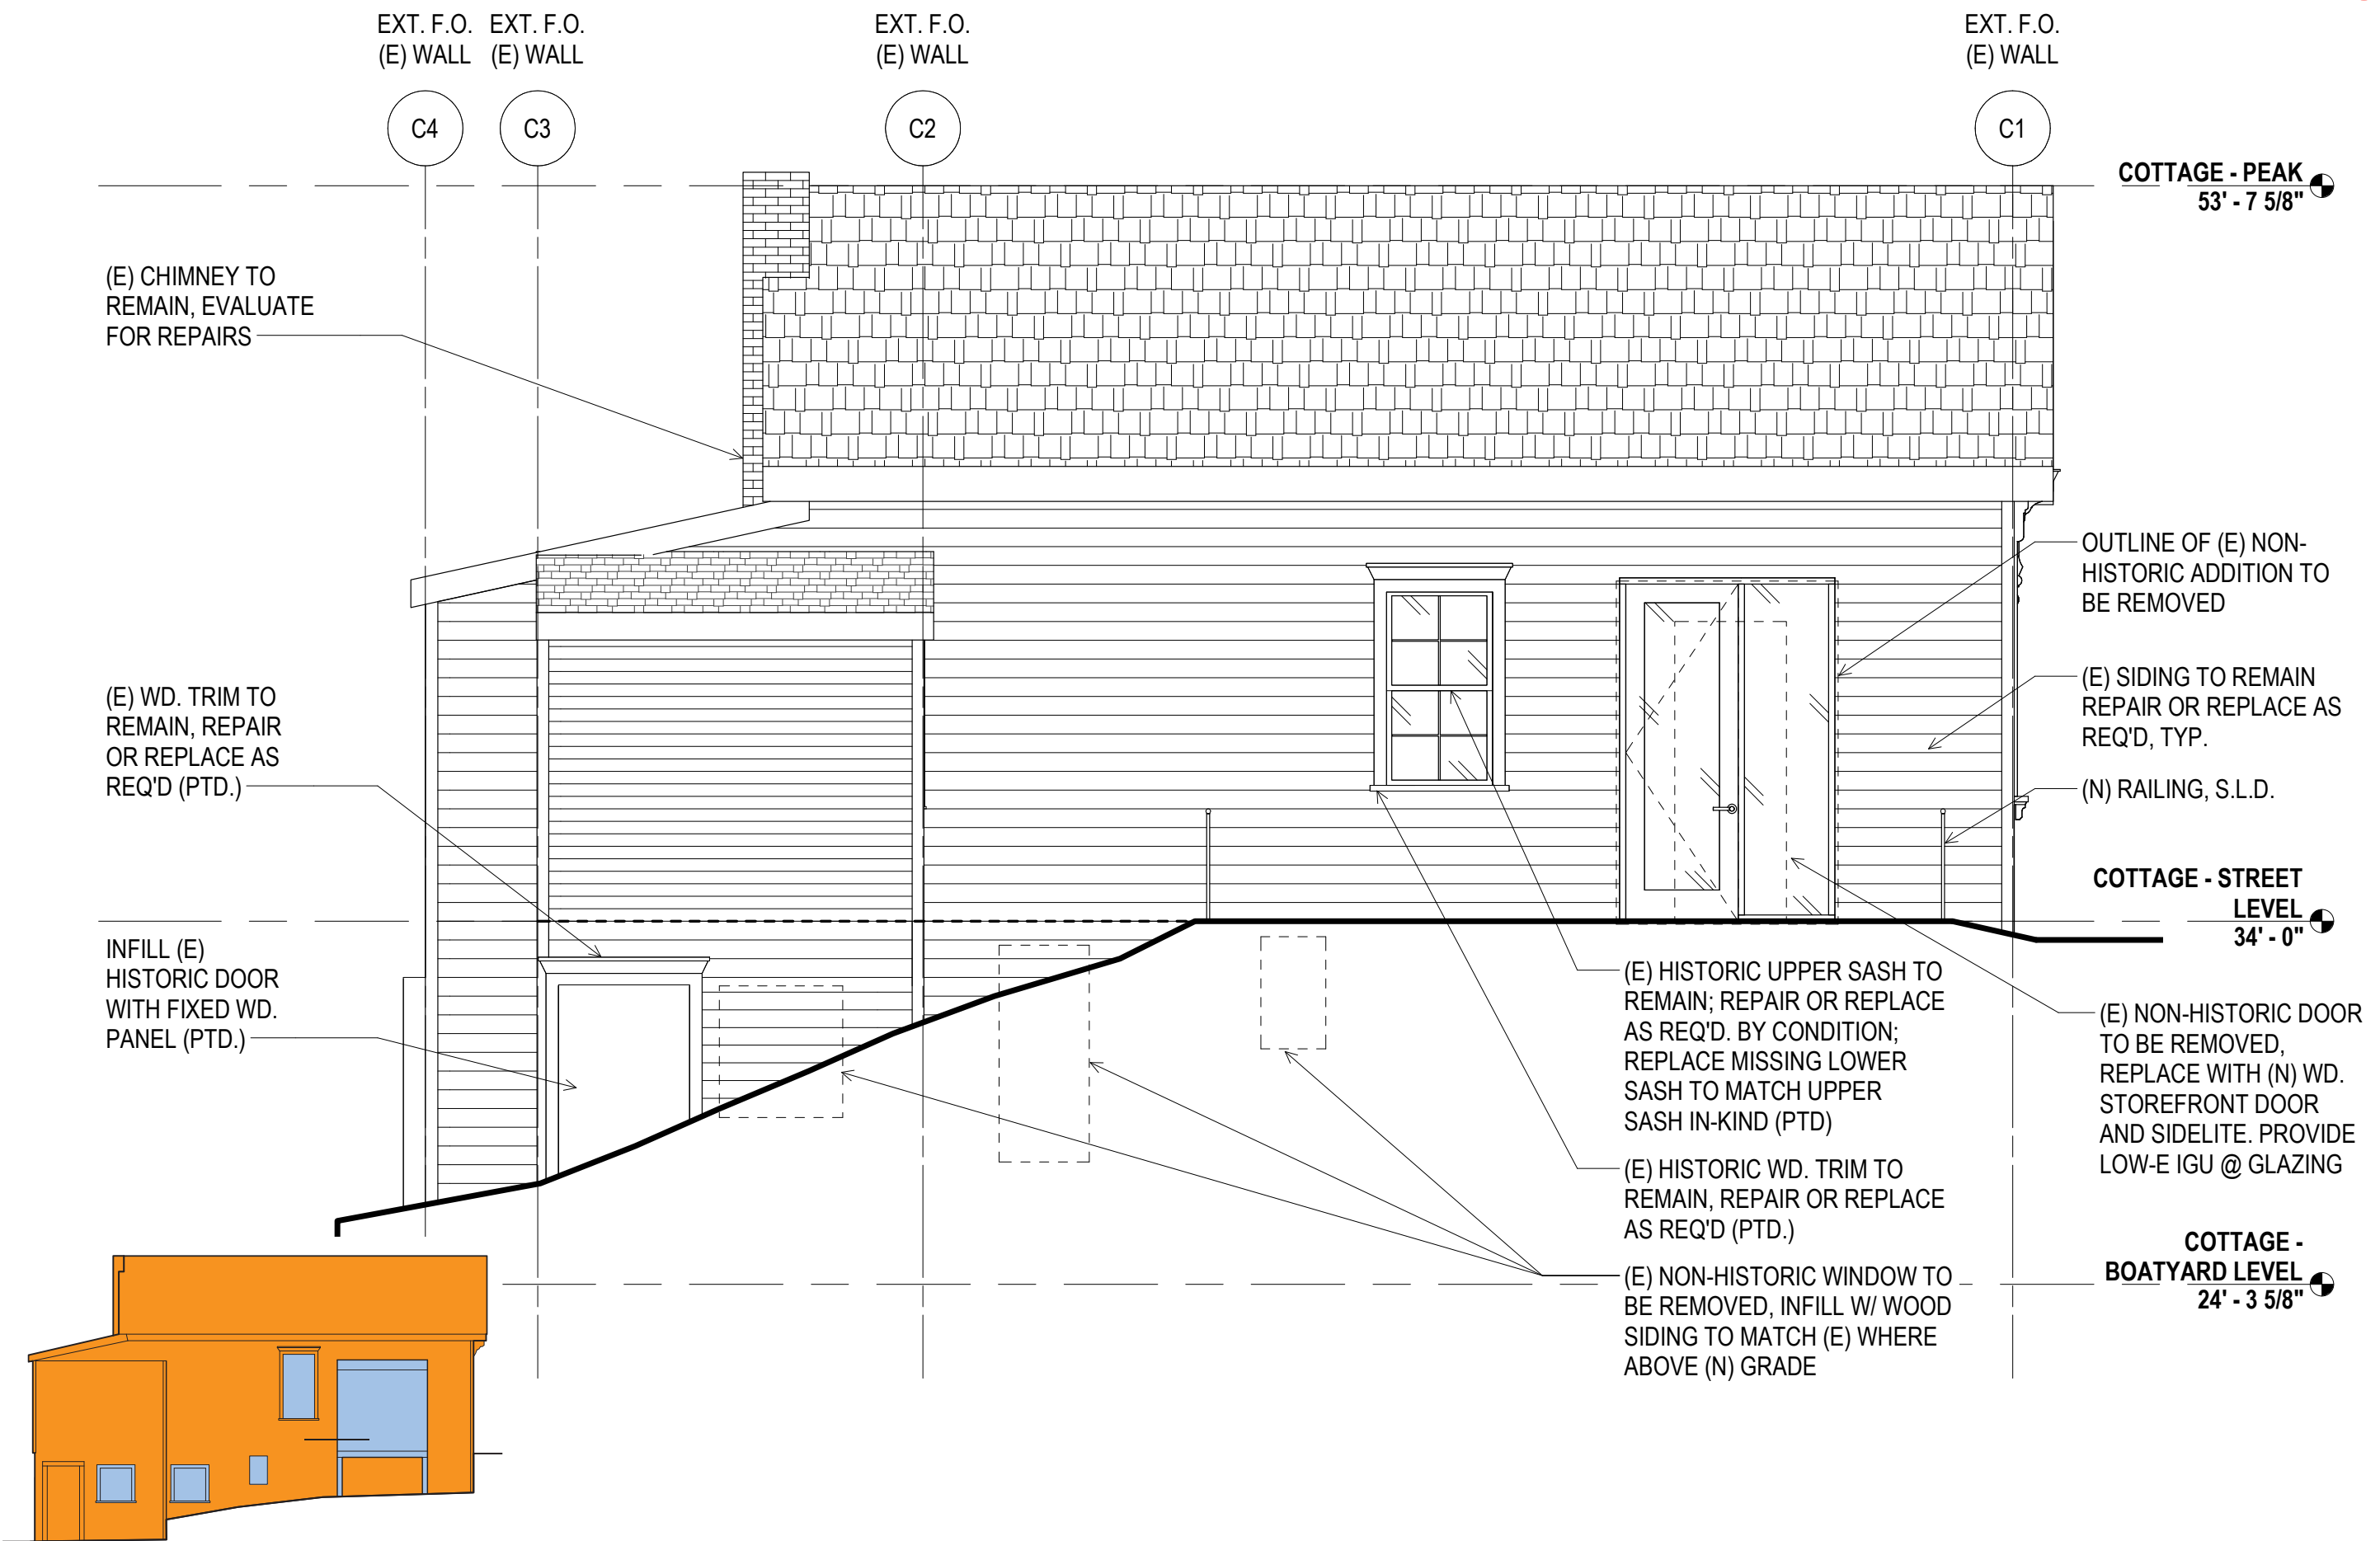 EXT. F.O.
(E) WALL
EXT. F.O.
(E) WALL
EXT. F.O.
(E) WALL
EXT. F.O.
(E) WALL
C4
C3
C2
C1
COTTAGE - PEAK
53' - 7 5/8"
(E) CHIMNEY TO
REMAIN, EVALUATE
FOR REPAIRS
OUTLINE OF (E) NON-
HISTORIC ADDITION TO
BE REMOVED
(E) SIDING TO REMAIN
REPAIR OR REPLACE AS
REQ'D, TYP.
(E) WD. TRIM TO
REMAIN, REPAIR
OR REPLACE AS
REQ'D (PTD.)
(N) RAILING, S.L.D.
COTTAGE - STREET
LEVEL
34' - 0"
INFILL (E)
HISTORIC DOOR
WITH FIXED WD.
PANEL (PTD.)
(E) HISTORIC UPPER SASH TO
REMAIN; REPAIR OR REPLACE
AS REQ'D. BY CONDITION;
REPLACE MISSING LOWER
SASH TO MATCH UPPER
SASH IN-KIND (PTD)
(E) NON-HISTORIC DOOR
TO BE REMOVED,
REPLACE WITH (N) WD.
STOREFRONT DOOR
AND SIDELITE. PROVIDE
LOW-E IGU @ GLAZING
(E) HISTORIC WD. TRIM TO
REMAIN, REPAIR OR REPLACE
AS REQ'D (PTD.)
(E) NON-HISTORIC WINDOW TO
BE REMOVED, INFILL W/ WOOD
SIDING TO MATCH (E) WHERE
ABOVE (N) GRADE
COTTAGE -
BOATYARD LEVEL
24' - 3 5/8"